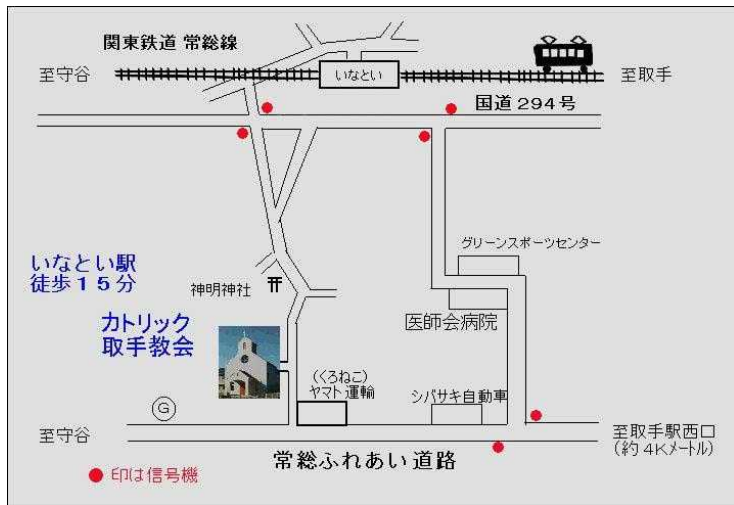 関東鉄道 常総線
至守谷
いなとい
至取手
国道294号
グリーンスポーツセンター
いなとい駅
徒歩15分
神明神社
医師会病院
カトリック
取手教会
(くろねこ)
ヤマト運輸
シバサキ自動車
G
至守谷
至取手駅西口
(約4Kメートル)
常総ふれあい道路
印は信号機